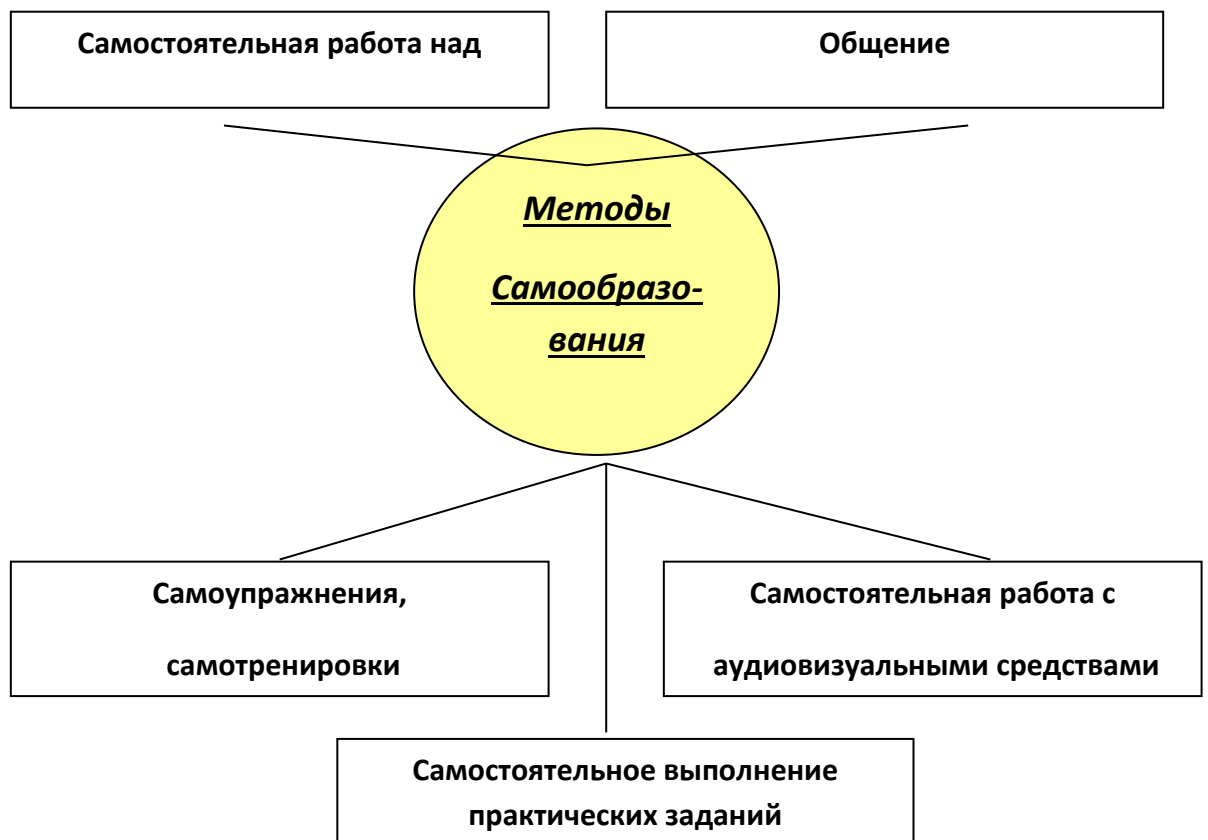 Самостоятельная работа над
Общение
Методы
Самообразо-
вания
Самоупражнения,
самотренировки
Самостоятельная работа с
аудиовизуальными средствами
Самостоятельное выполнение
практических заданий